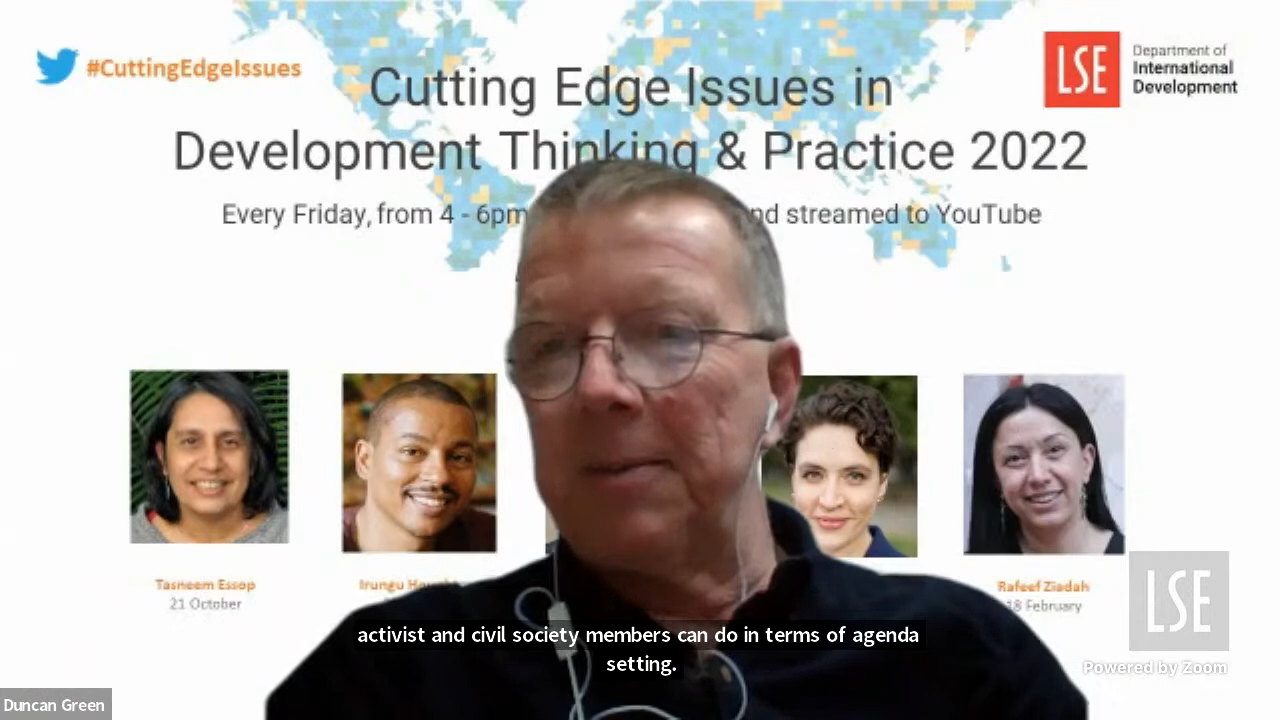 #CuttingEdgeIssues
Cutting Edge Issues in
Development Thinking & Practice 2022
Every Friday, from 4 - 6pm nd streamed to YouTube
LSE
Department of
International
Development
Tasneem Essop
21 October
Irungu
Rafeef Ziadah
18 February
LSE
Powered by Zoom
activist and civil society members can do in terms of agenda
setting.
Duncan Green